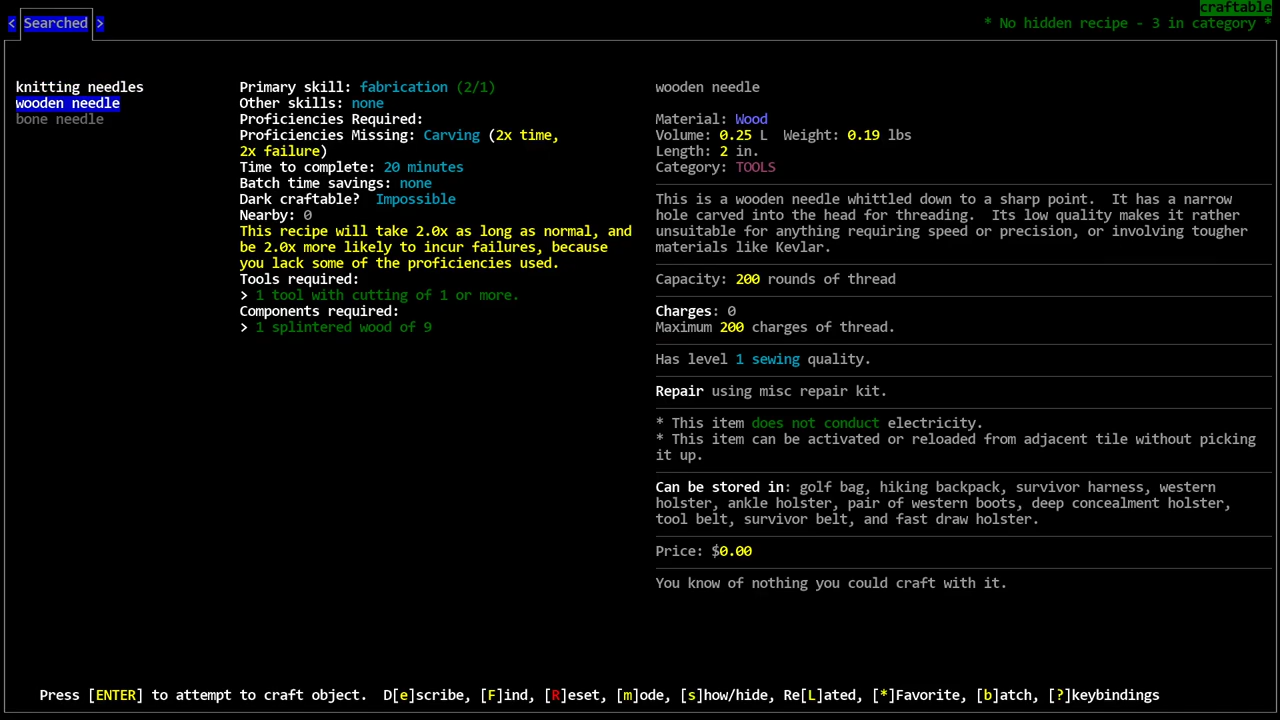 craftable
< Searched >
* No hidden recipe - 3 in category *
knitting needles
wooden needle
bone needle
Primary skill: fabrication (2/1)
Other skills: none
Proficiencies Required:
Proficiencies Missing: Carving (2x time,
2x failure)
Time to complete: 20 minutes
Batch time savings: none
Dark craftable?  Impossible
Nearby: 0
This recipe will take 2.0x as long as normal, and
be 2.0x more likely to incur failures, because
you lack some of the proficiencies used.
Tools required:
> 1 tool with cutting of 1 or more.
Components required:
> 1 splintered wood of 9
wooden needle
Material: Wood
Volume: 0.25 L  Weight: 0.19 lbs
Length: 2 in.
Category: TOOLS
This is a wooden needle whittled down to a sharp point.  It has a narrow
hole carved into the head for threading.  Its low quality makes it rather
unsuitable for anything requiring speed or precision, or involving tougher
materials like Kevlar.
Capacity: 200 rounds of thread
Charges: 0
Maximum 200 charges of thread.
Has level 1 sewing quality.
Repair using misc repair kit.
* This item does not conduct electricity.
* This item can be activated or reloaded from adjacent tile without picking
it up.
Can be stored in: golf bag, hiking backpack, survivor harness, western
holster, ankle holster, pair of western boots, deep concealment holster,
tool belt, survivor belt, and fast draw holster.
Price: $0.00
You know of nothing you could craft with it.
Press [ENTER] to attempt to craft object.  D[e]scribe, [F]ind, [R]eset, [m]ode, [s]how/hide, Re[L]ated, [*]Favorite, [b]atch, [?]keybindings